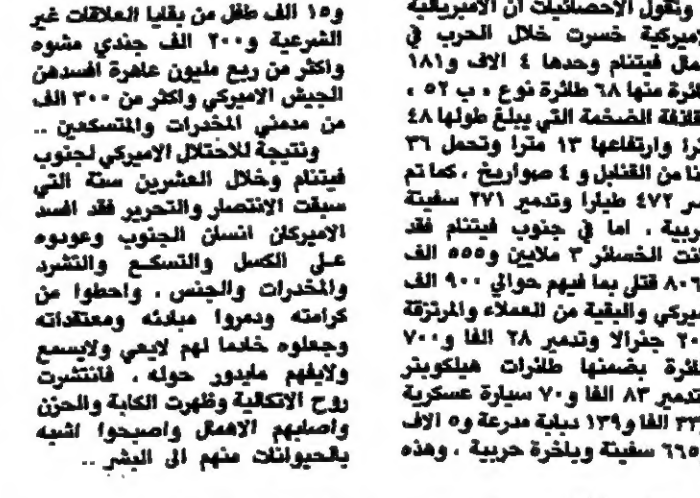 وتقول الاحصائيات ان الامبريالية
الاميركية خسرت خلال الحرب في
شمال فيتنام وحدها ٤ الاف و١٨١
طائرة منها ٦٨ طائرة نوع « ب ٥٢ »
القاذفة الضخمة التي يبلغ طولها ٤٨
مترا وارتفاعها ١٣ مترا وتحمل ٣٦
طنا من القنابل و ٤ صواريخ ، كما تم
اسر ٤٧٢ طيارا وتدمير ٢٧١ سفينة
حربية . اما في جنوب فيتنام فقد
كانت الخسائر ٣ ملايين و٥٥٥ الف
٨٠٦ قتل بما فيهم حوالي ٩٠٠ الف
اميركي والبقية من العملاء والمرتزقة
٢٠ جنرالا وتدمير ٢٨ الفا و٧٠٠
طائرة بضمنها طائرات هيلكوبتر
وتدمير ٨٣ الفا و٧٠ سيارة عسكرية
الفا و١٣٩ دبابة مدرعة و٥ الاف
سفينة وباخرة حربية ، وهذه
و١٥ الف طفل من بقايا العلاقات غير
الشرعية و٢٠٠ الف جندي مشوه
واكثر من ربع مليون عاهرة افسدهن
الجيش الاميركي واكثر من ٣٠٠ الف
من مدمني المخدرات والمتسكعين ..
ونتيجة للاحتلال الاميركي لجنوب
فيتنام وخلال العشرين سنة التي
سبقت الانتصار والتحرير فقد افسد
الاميركان انسان الجنوب وعودوه
على الكسل والتسكع والتشرد
والمخدرات والجنس . واحطوا من
كرامته ودمروا مبادئه ومعتقداته
وجعلوه خادما لهم لايعي ولايسمع
ولايفهم مايدور حوله . فانتشرت
روح الاتكالية وظهرت الكابة والحزن
واصابهم الاهمال واصبحوا اشبه
بالحيوانات منهم الى البشر ..